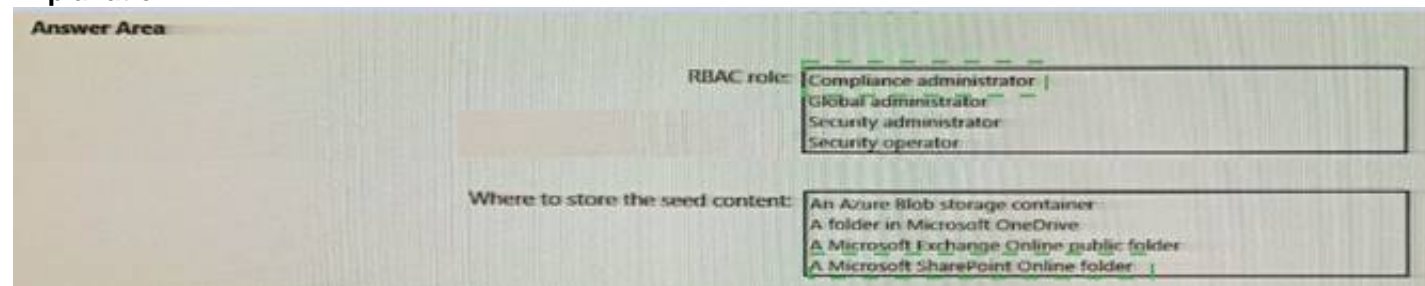 Answer Area
RBAC role: Compliance administrator
Global administrator
Security administrator
Security operator
Where to store the seed content: An Azure Blob storage container
A folder in Microsoft OneDrive
A Microsoft Exchange Online public folder
A Microsoft SharePoint Online folder